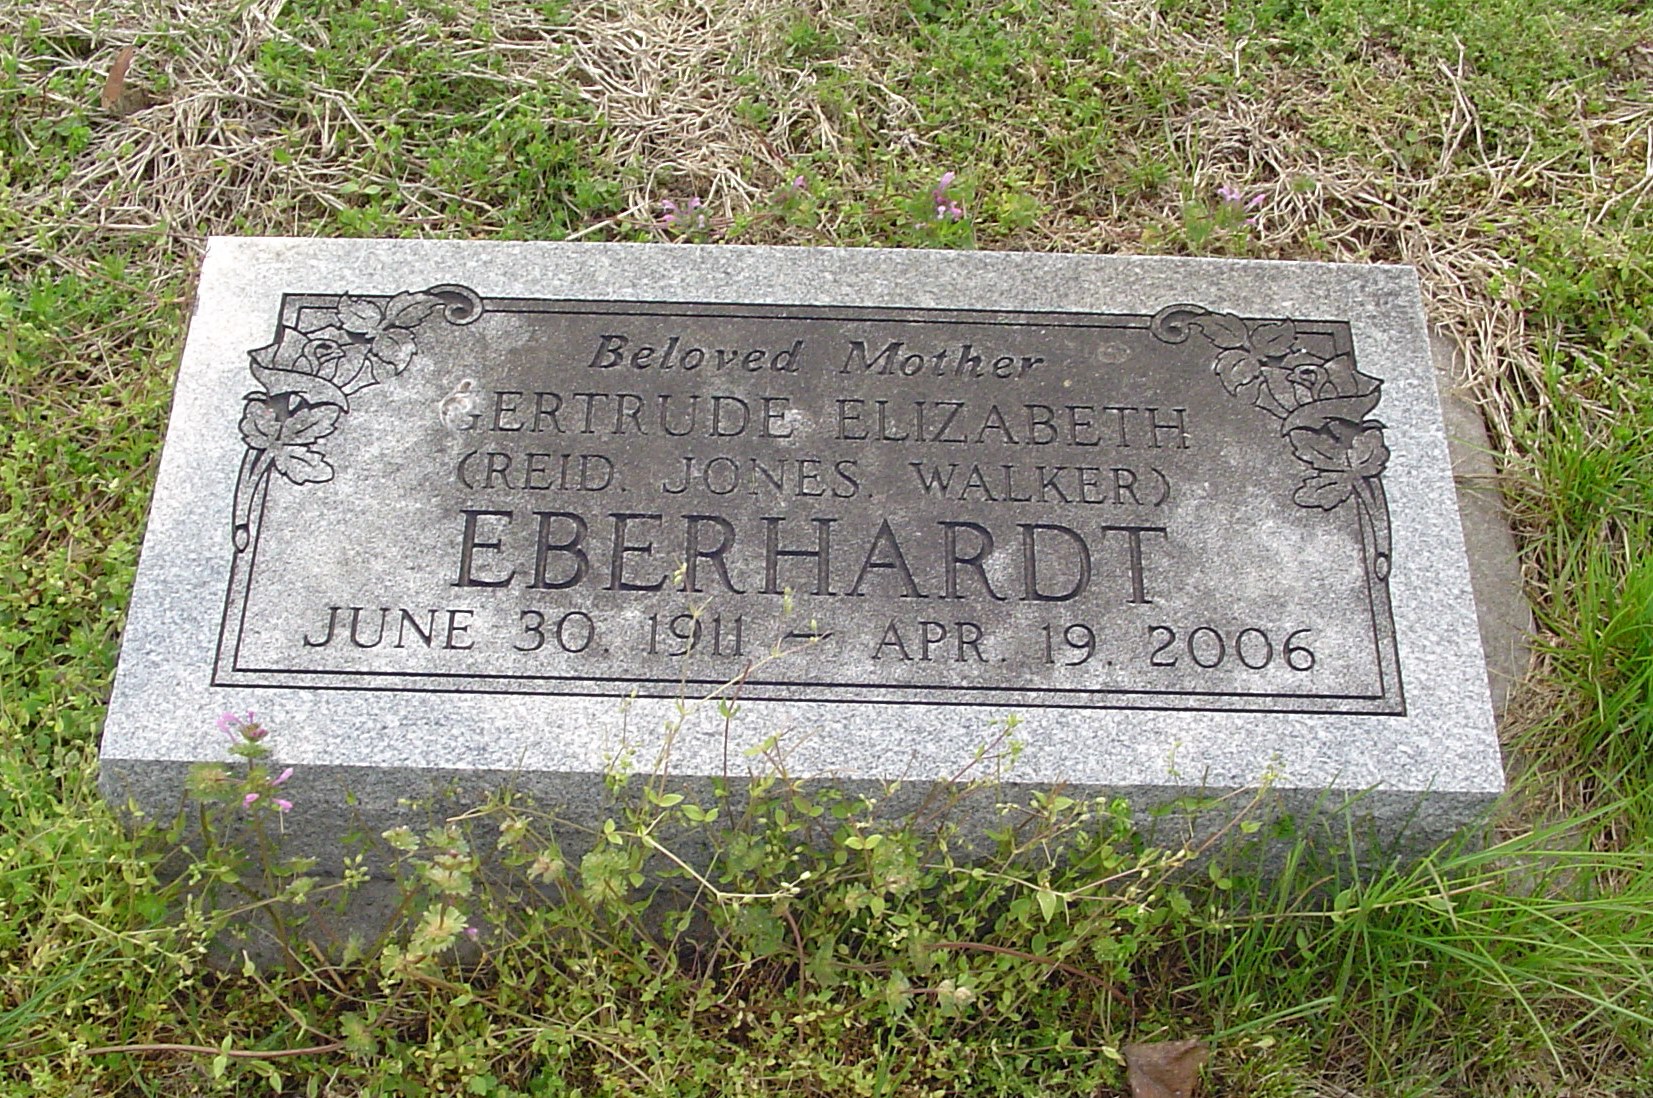 Beloved Mother
GERTRUDE ELIZABETH
(REID, JONES, WALKER)
EBERHARDT
JUNE 30, 1911 – APR. 19, 2006